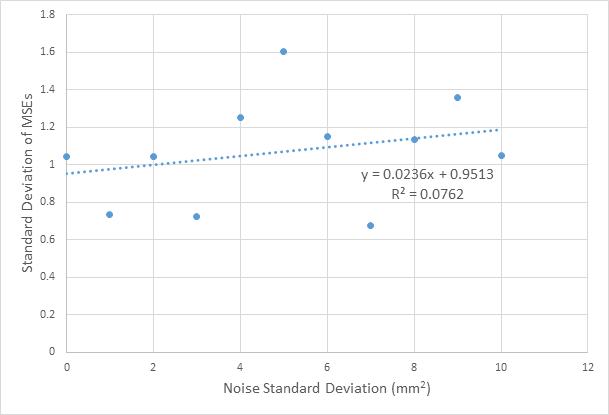 1.8
1.6
1.4
1.2
1
0.8
0.6
0.4
0.2
0
Standard Deviation of MSEs
y = 0.0236x + 0.9513
R² = 0.0762
0 2 4 6 8 10 12
Noise Standard Deviation (mm²)